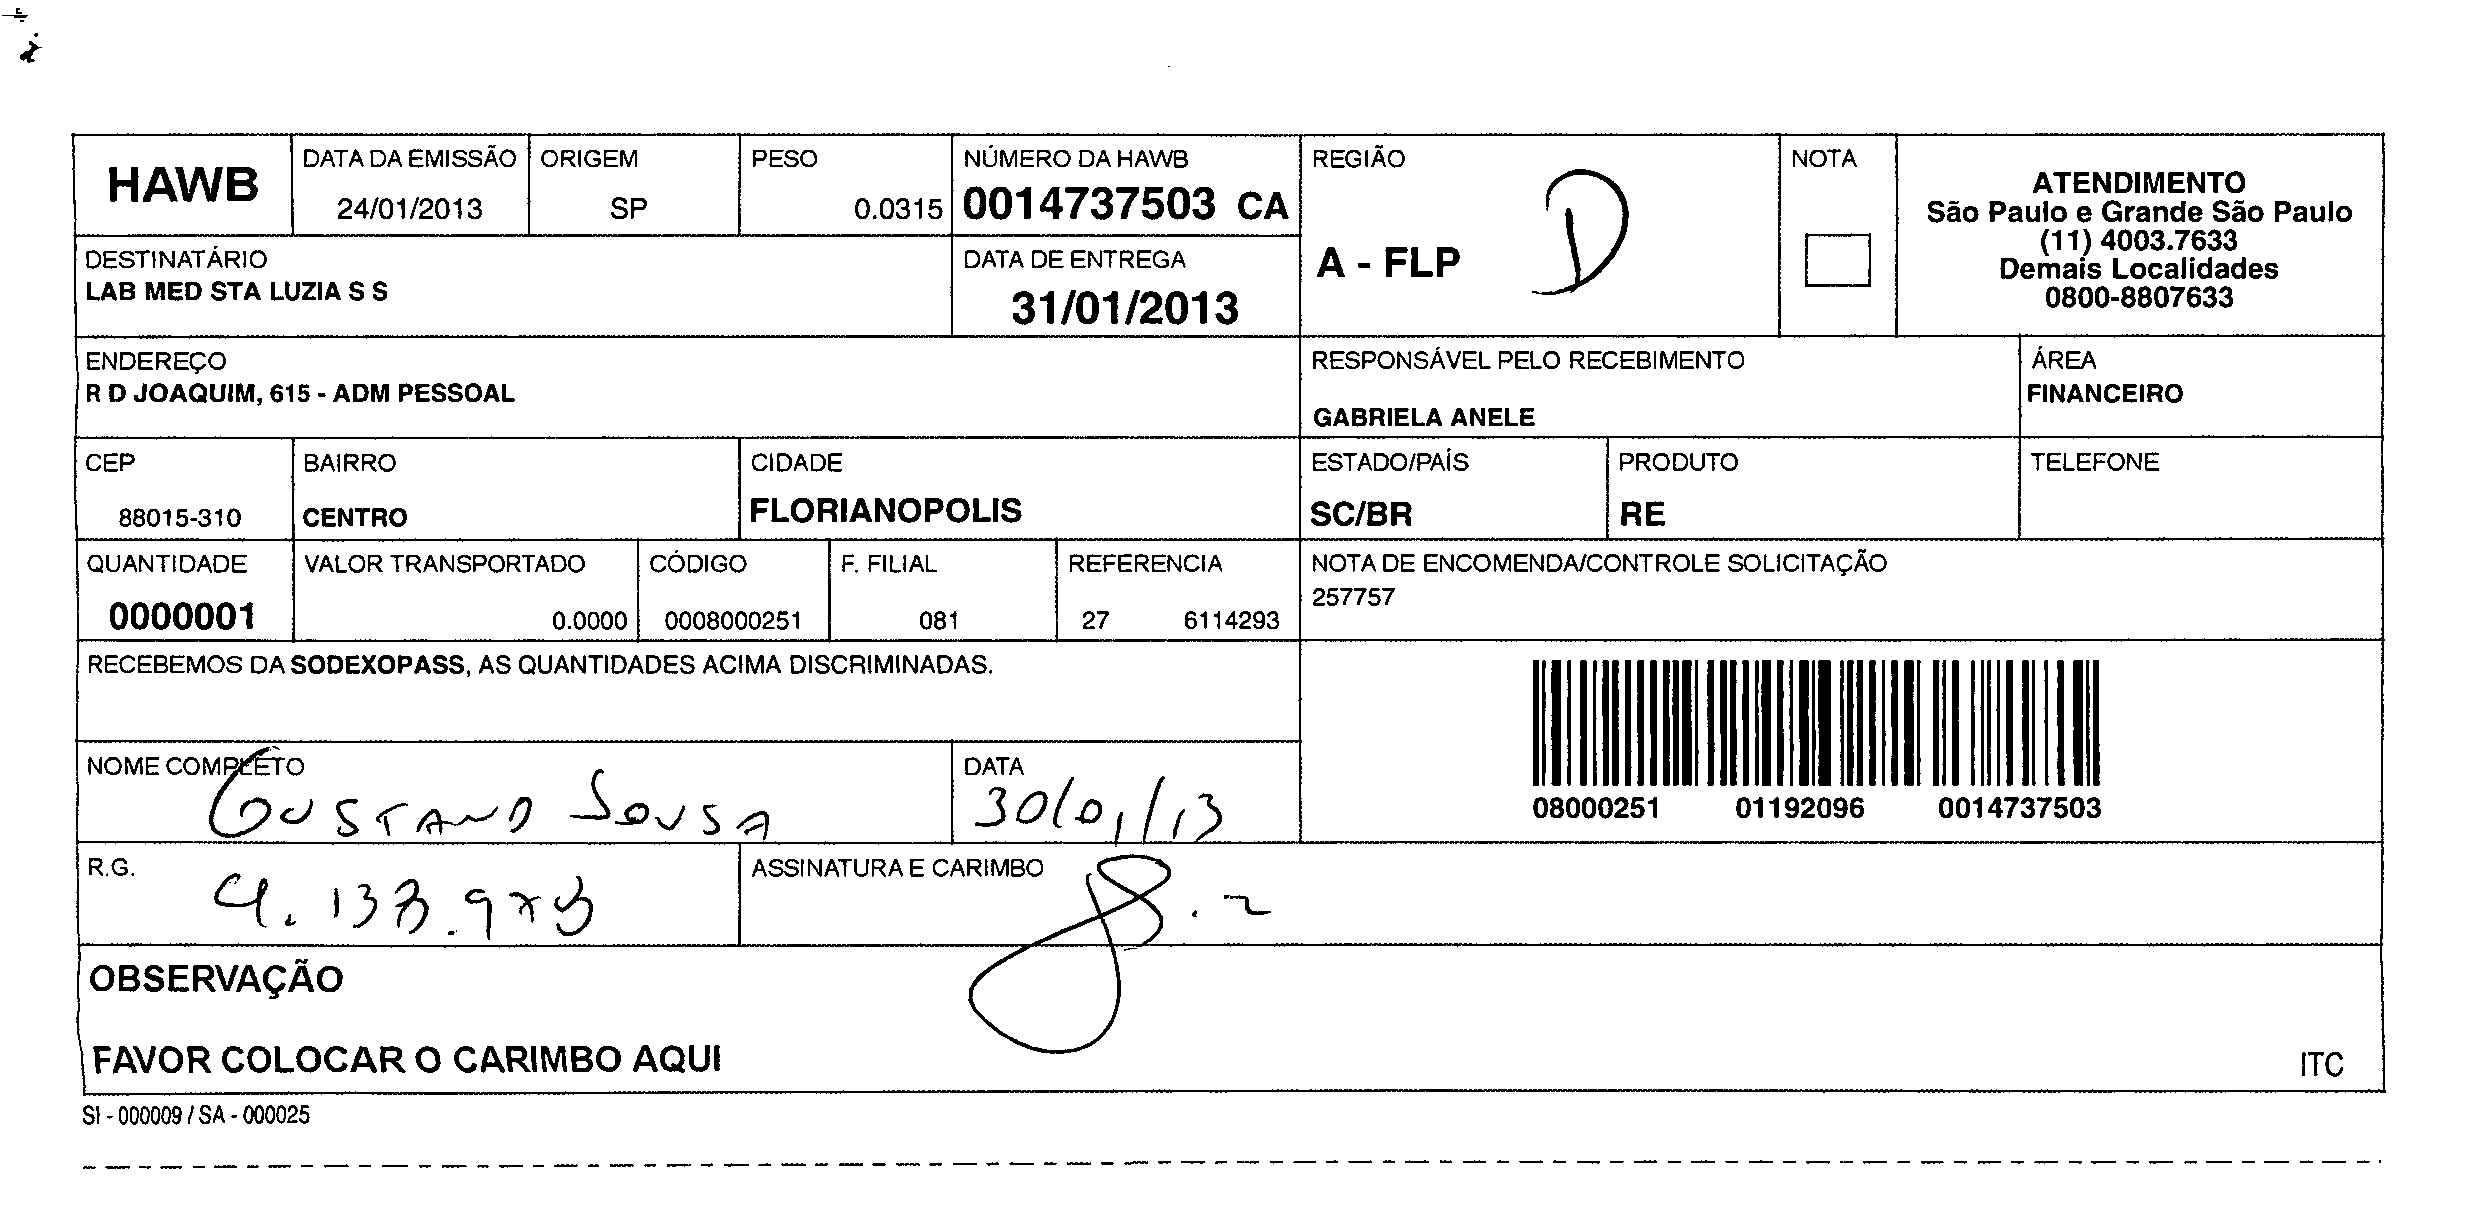 HAWB
DATA DA EMISSÃO
24/01/2013
ORIGEM
SP
PESO
0.0315
NÚMERO DA HAWB
0014737503 CA
REGIÃO
A - FLP
D
NOTA
ATENDIMENTO
São Paulo e Grande São Paulo
(11) 4003.7633
Demais Localidades
0800-8807633
DESTINATÁRIO
LAB MED STA LUZIA S S
DATA DE ENTREGA
31/01/2013
ENDEREÇO
R D JOAQUIM, 615 - ADM PESSOAL
RESPONSÁVEL PELO RECEBIMENTO
GABRIELA ANELE
ÁREA
FINANCEIRO
CEP
88015-310
BAIRRO
CENTRO
CIDADE
FLORIANOPOLIS
ESTADO/PAÍS
SC/BR
PRODUTO
RE
TELEFONE
QUANTIDADE
0000001
VALOR TRANSPORTADO
0.0000
CÓDIGO
0008000251
F. FILIAL
081
REFERENCIA
27 6114293
NOTA DE ENCOMENDA/CONTROLE SOLICITAÇÃO
257757
RECEBEMOS DA SODEXOPASS, AS QUANTIDADES ACIMA DISCRIMINADAS.
08000251 01192096 0014737503
NOME COMPLETO
GUSTAVO SOUSA
DATA
30/01/13
R.G.
ASSINATURA E CARIMBO
OBSERVAÇÃO
FAVOR COLOCAR O CARIMBO AQUI
ITC
SI - 000009 / SA - 000025